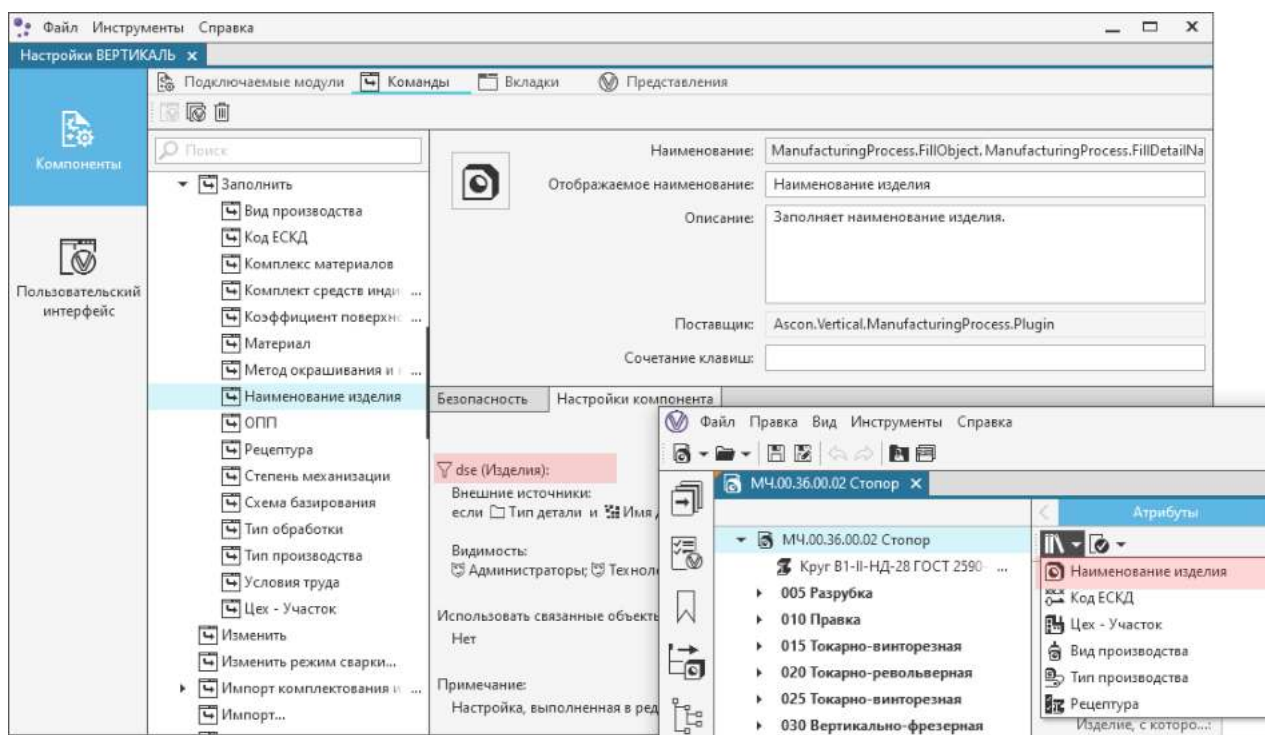 Файл Инструменты Справка
Настройки ВЕРТИКАЛЬ
Подключаемые модули Команды Вкладки Представления
Компоненты
Пользовательский
интерфейс
Поиск
Заполнить
Вид производства
Код ЕСКД
Комплекс материалов
Комплект средств инди ...
Коэффициент поверхно ...
Материал
Метод окрашивания и ...
Наименование изделия
ОПП
Рецептура
Степень механизации
Схема базирования
Тип обработки
Тип производства
Условия труда
Цех - Участок
Изменить
Изменить режим сварки...
Импорт комплектования и ...
Импорт...
Наименование: ManufacturingProcess.FillObject. ManufacturingProcess.FillDetailNa
Отображаемое наименование: Наименование изделия
Описание: Заполняет наименование изделия.
Поставщик: Ascon.Vertical.ManufacturingProcess.Plugin
Сочетание клавиш:
Безопасность Настройки компонента
dse (Изделия):
Внешние источники:
если Тип детали и Имя
Видимость:
Администраторы; Техноло
Использовать связанные объекты
Нет
Примечание:
Настройка, выполненная в ред
Файл Правка Вид Инструменты Справка
МЧ.00.36.00.02 Стопор
МЧ.00.36.00.02 Стопор
Круг В1-II-НД-28 ГОСТ 2590- ...
005 Разрубка
010 Правка
015 Токарно-винторезная
020 Токарно-револьверная
025 Токарно-винторезная
030 Вертикально-фрезерная
Атрибуты
Наименование изделия
Код ЕСКД
Цех - Участок
Вид производства
Тип производства
Рецептура
Изделие, с которо...: